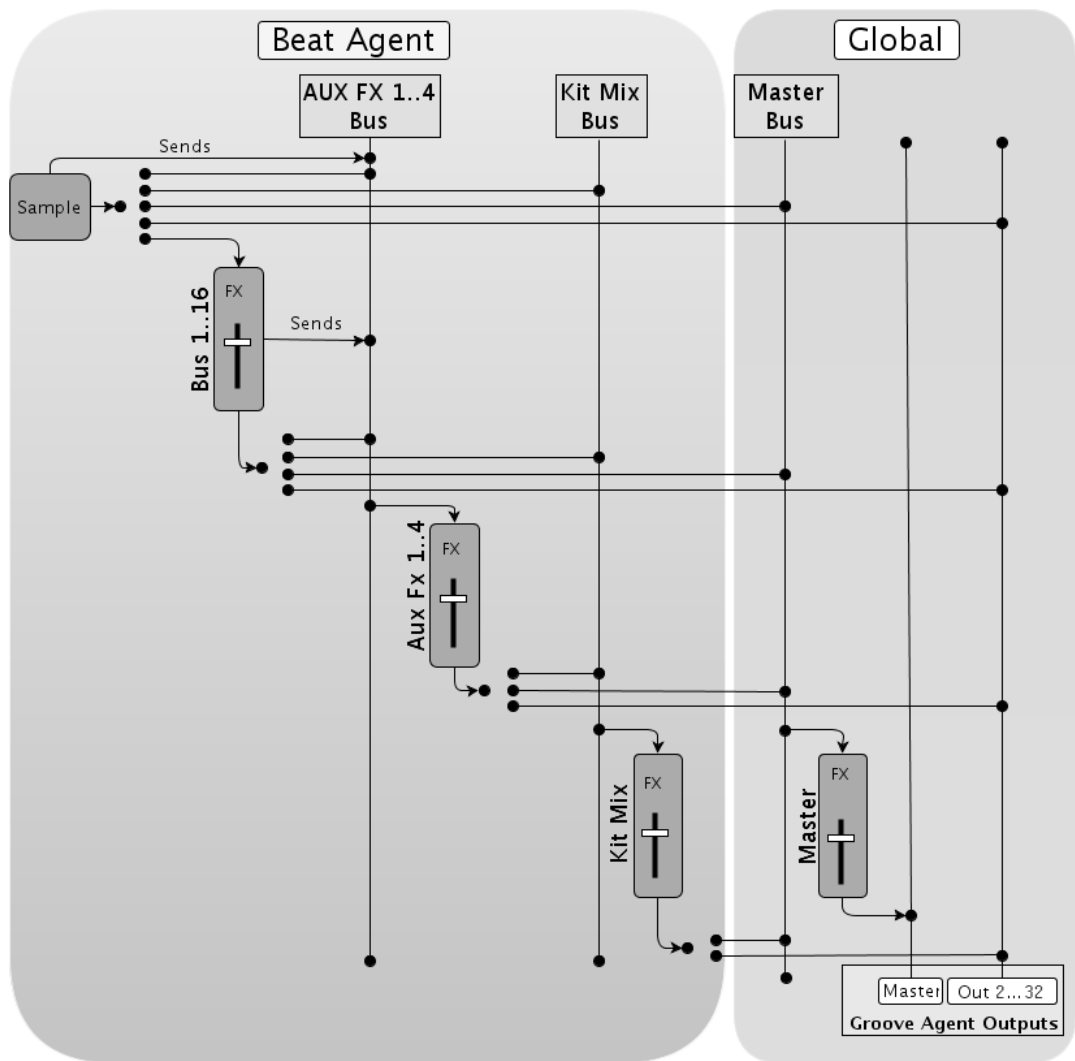 Beat Agent
Global
AUX FX 1..4
Bus
Kit Mix
Bus
Master
Bus
Sends
Sample
FX
Bus 1..16
Sends
FX
Aux Fx 1..4
FX
Kit Mix
FX
Master
Master
Out 2...32
Groove Agent Outputs